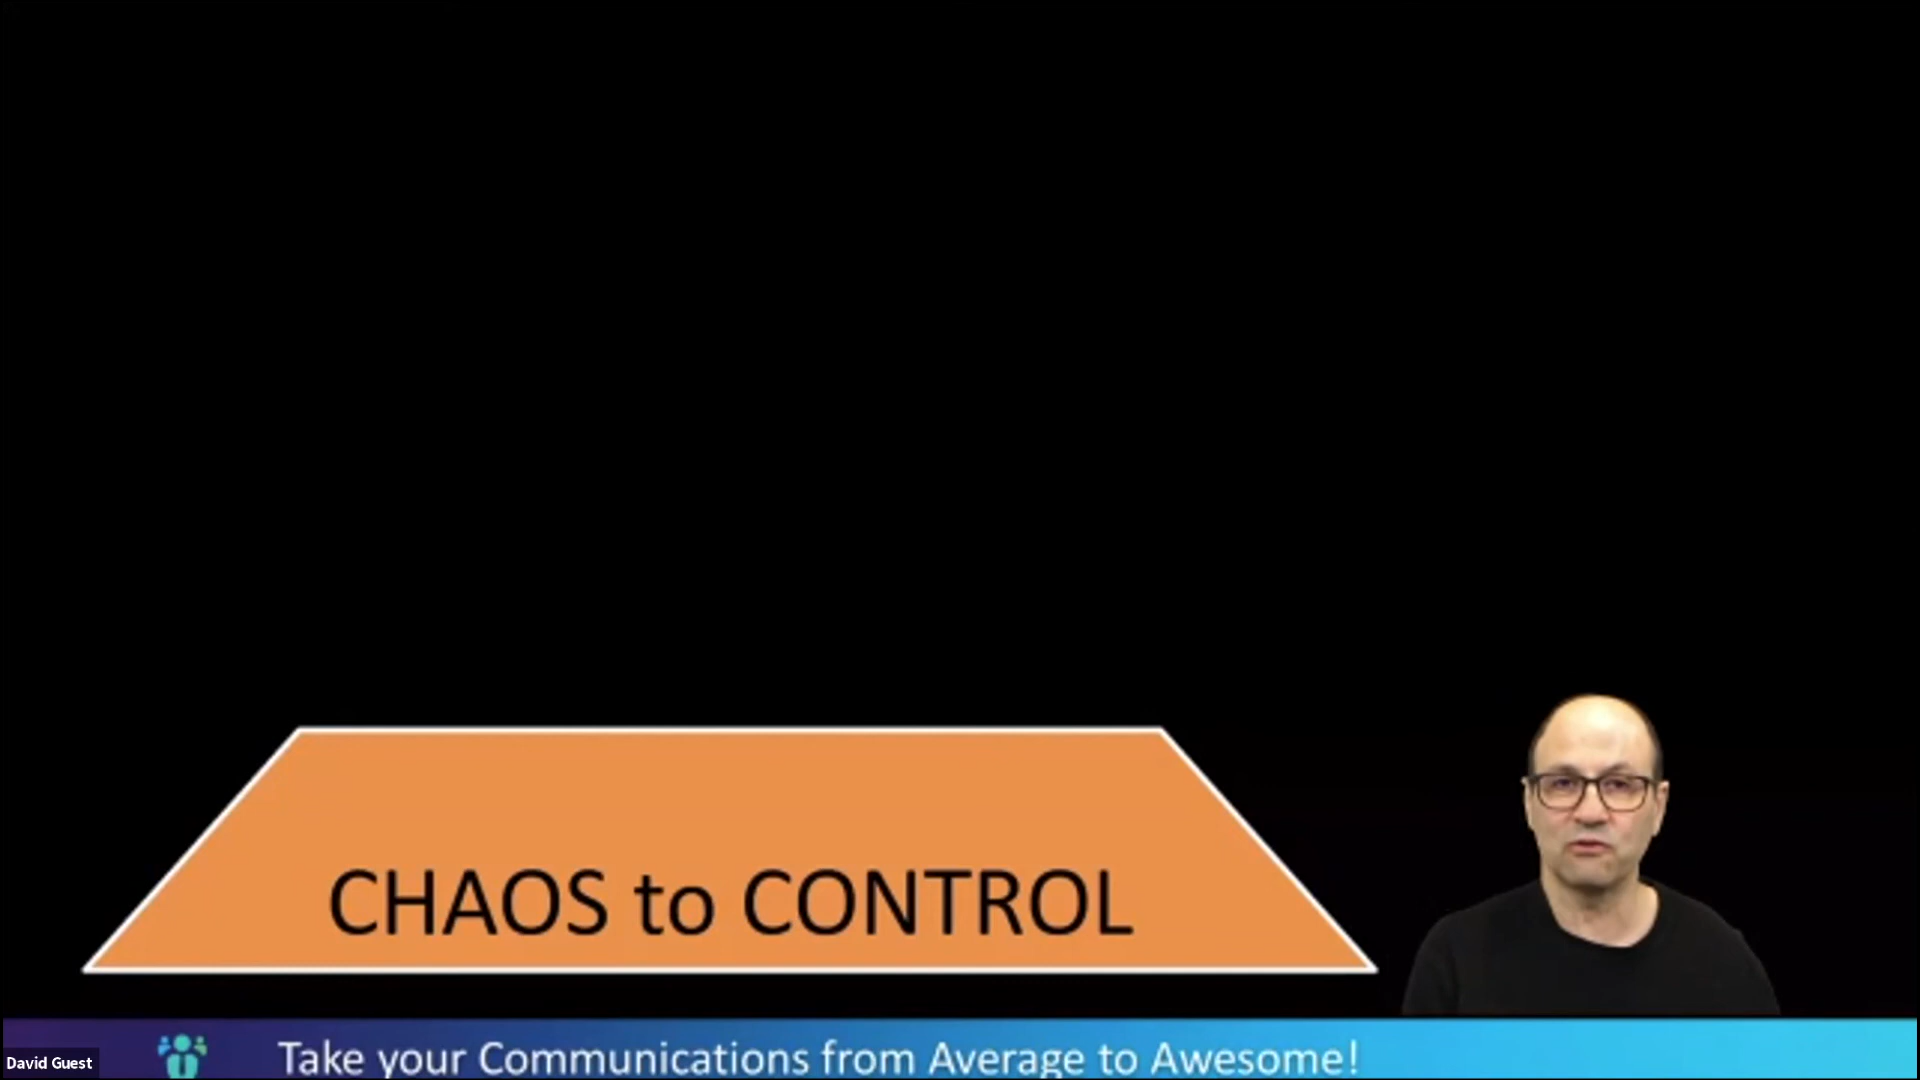 CHAOS to CONTROL
Take your Communications from Average to Awesome!
David Guest